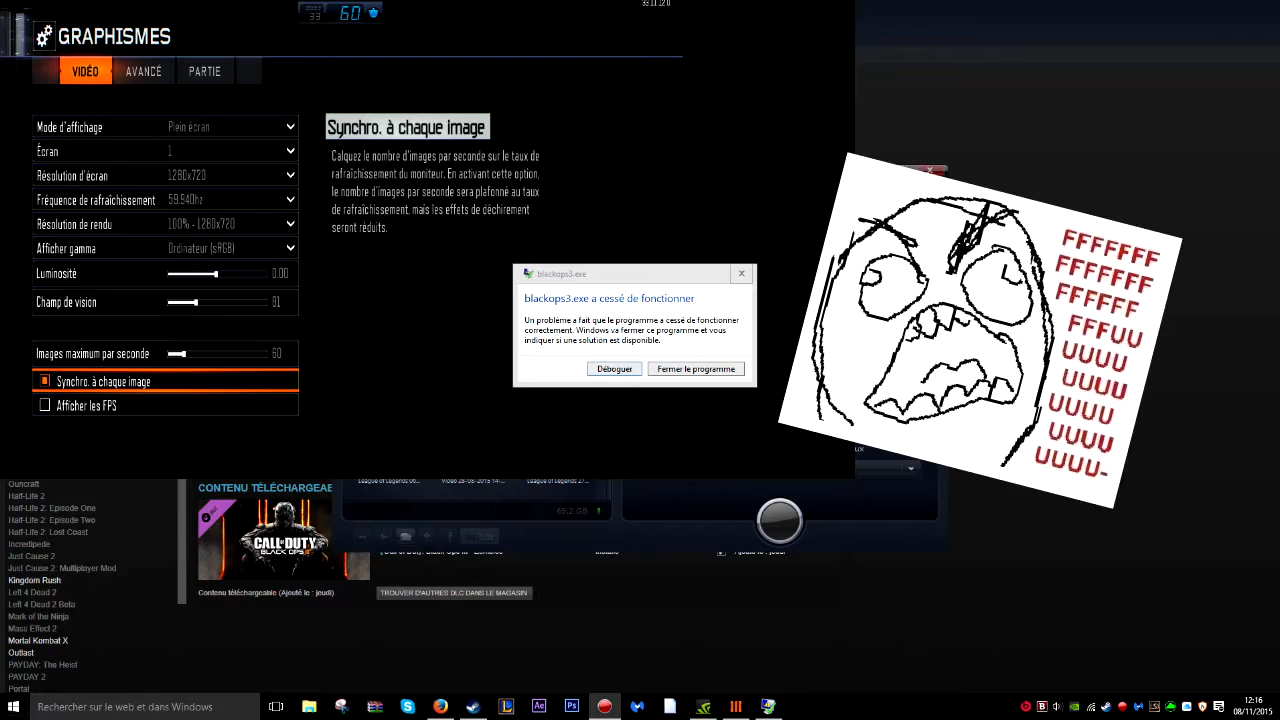 33
60
GRAPHISMES
VIDÉO
AVANCÉ
PARTIE
Mode d'affichage
Plein écran
Écran
1
Résolution d'écran
1280x720
Fréquence de rafraîchissement
59.940hz
Résolution de rendu
100% - 1280x720
Afficher gamma
Ordinateur (sRGB)
Luminosité
0.00
Champ de vision
81
Images maximum par seconde
60
Synchro. à chaque image
Afficher les FPS
Synchro. à chaque image
Calquez le nombre d'images par seconde sur le taux de
rafraîchissement du moniteur. En activant cette option,
le nombre d'images par seconde sera plafonné au taux
de rafraîchissement, mais les effets de déchirement
seront réduits.
blackops3.exe
blackops3.exe a cessé de fonctionner
Un problème a fait que le programme a cessé de fonctionner
correctement. Windows va fermer ce programme et vous
indiquer si une solution est disponible.
Déboguer
Fermer le programme
FFFFFFF
FFFFFFF
FFFFFF
FFFUU
UUUU
UUUU
UUUU
UUUU
UUUU-
Guncraft
Half-Life 2
Half-Life 2: Episode One
Half-Life 2: Episode Two
Half-Life 2: Lost Coast
Incredipede
Just Cause 2
Just Cause 2: Multiplayer Mod
Kingdom Rush
Left 4 Dead 2
Left 4 Dead 2 Beta
Mark of the Ninja
Mass Effect 2
Mortal Kombat X
Outlast
PAYDAY: The Heist
PAYDAY 2
Portal
CONTENU TÉLÉCHARGEA
DLC
CALL OF DUTY
BLACK OPS
Contenu téléchargeable (Ajouté le : jeudi)
TROUVER D'AUTRES DLC DANS LE MAGASIN
65.2 GB
Rechercher sur le web et dans Windows
12:16
08/11/2015